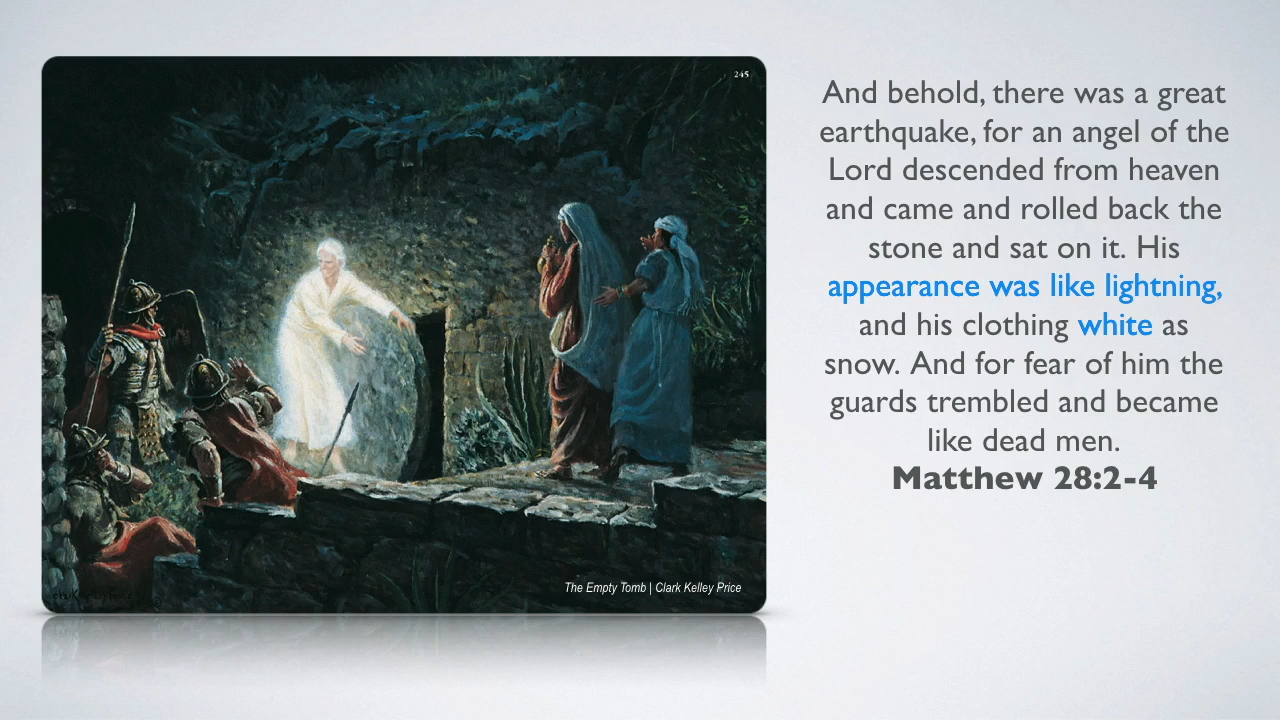 245
The Empty Tomb | Clark Kelley Price
And behold, there was a great
earthquake, for an angel of the
Lord descended from heaven
and came and rolled back the
stone and sat on it. His
appearance was like lightning,
and his clothing white as
snow. And for fear of him the
guards trembled and became
like dead men.
Matthew 28:2-4